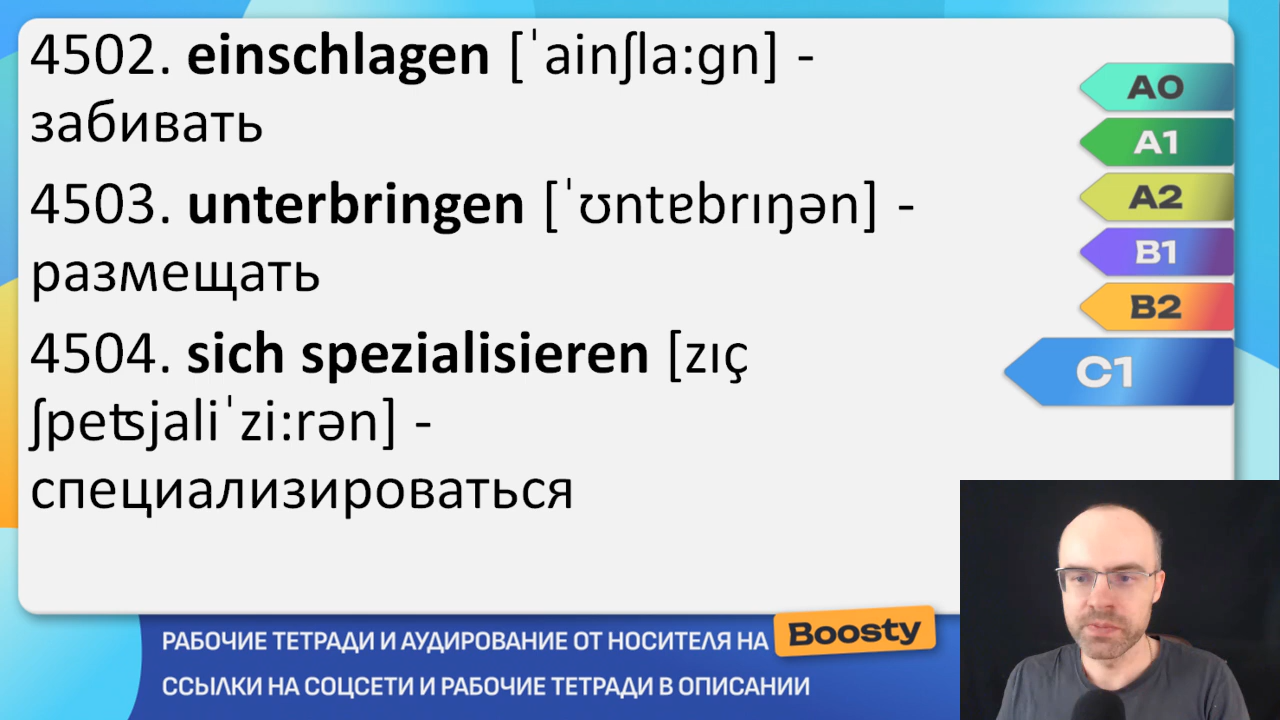 4502. einschlagen [ˈainʃla:gn] -
забивать
4503. unterbringen [ˈʊntɐbrɪŋən] -
размещать
4504. sich spezialisieren [zɪç
ʃpeʦjaliˈzi:rən] -
специализироваться
A0
A1
A2
B1
B2
C1
РАБОЧИЕ ТЕТРАДИ И АУДИРОВАНИЕ ОТ НОСИТЕЛЯ НА Boosty
ССЫЛКИ НА СОЦСЕТИ И РАБОЧИЕ ТЕТРАДИ В ОПИСАНИИ